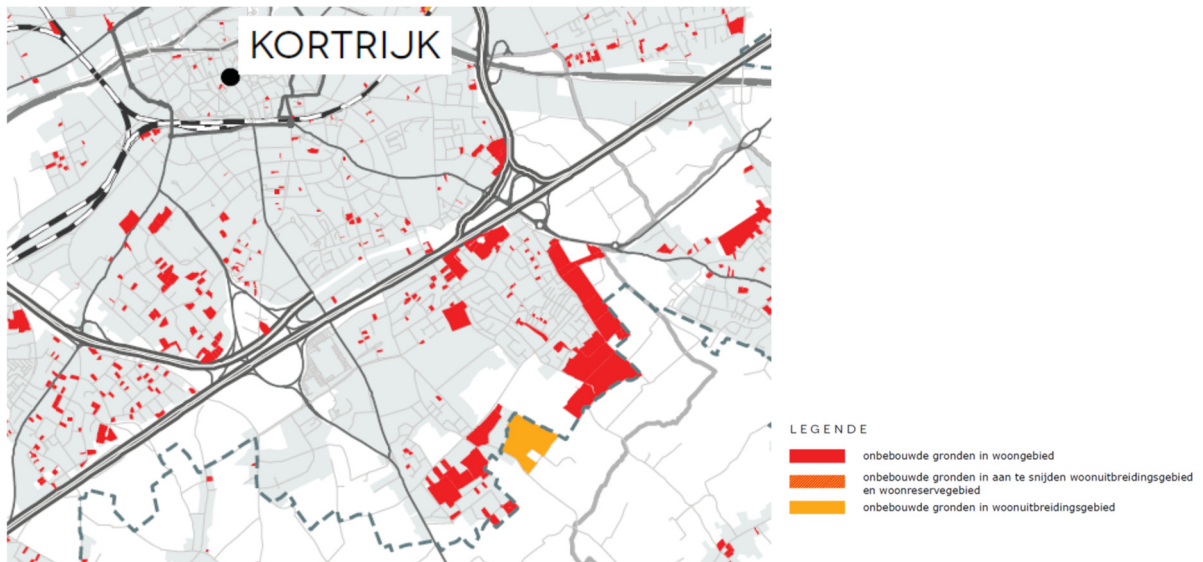 KORTRIJK
LEGENDE
onbebouwde gronden in woongebied
onbebouwde gronden in aan te snijden woonuitbreidingsgebied
en woonreservegebied
onbebouwde gronden in woonuitbreidingsgebied